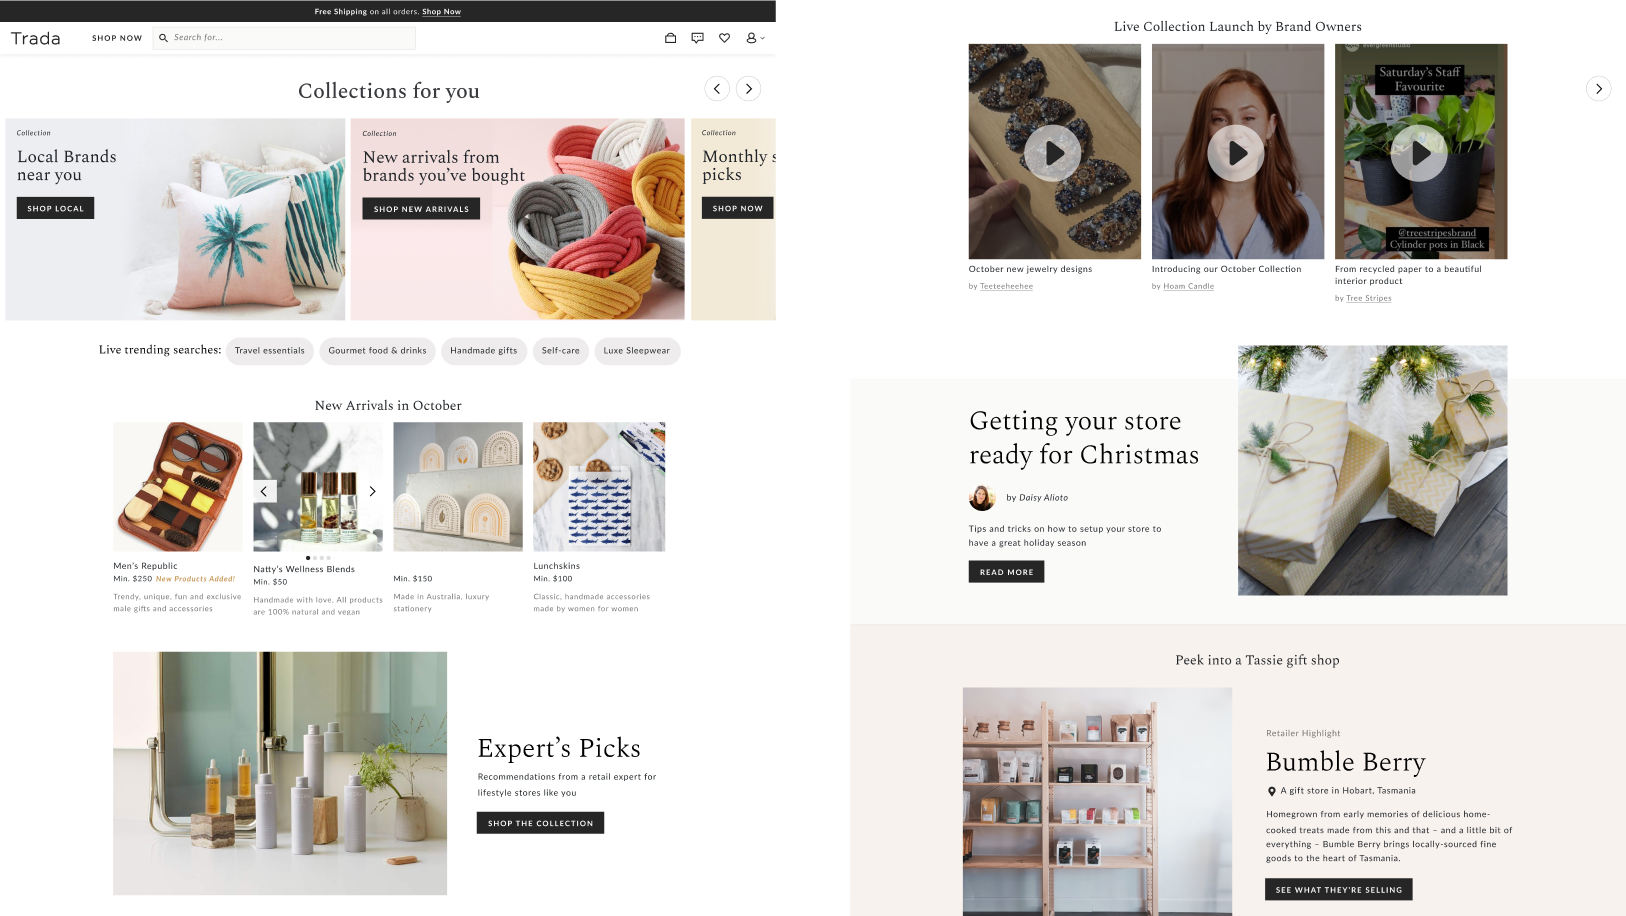 Free Shipping on all orders. Shop Now
Trada
SHOP NOW
Search for...
Collections for you
Collection
Local Brands
near you
SHOP LOCAL
Collection
New arrivals from
brands you've bought
SHOP NEW ARRIVALS
Collection
Monthly s
picks
SHOP NOW
Live trending searches:
Travel essentials
Gourmet food & drinks
Handmade gifts
Self-care
Luxe Sleepwear
New Arrivals in October
Men's Republic
Min. $250 New Products Added!
Trendy, unique, fun and exclusive
male gifts and accessories
Natty's Wellness Blends
Min. $50
Handmade with love. All products
are 100% natural and vegan
Min. $150
Made in Australia, luxury
stationery
Lunchskins
Min. $100
Classic, handmade accessories
made by women for women
Expert's Picks
Recommendations from a retail expert for
lifestyle stores like you
SHOP THE COLLECTION
Live Collection Launch by Brand Owners
October new jewelry designs
by Teeteeheehee
Introducing our October Collection
by Hoam Candle
Saturday's Staff
Favourite
@treestripesbrand
Cylinder pots in Black
From recycled paper to a beautiful
interior product
by Tree Stripes
Getting your store
ready for Christmas
by Daisy Alioto
Tips and tricks on how to setup your store to
have a great holiday season
READ MORE
Peek into a Tassie gift shop
Retailer Highlight
Bumble Berry
A gift store in Hobart, Tasmania
Homegrown from early memories of delicious home-
cooked treats made from this and that – and a little bit of
everything – Bumble Berry brings locally-sourced fine
goods to the heart of Tasmania.
SEE WHAT THEY'RE SELLING